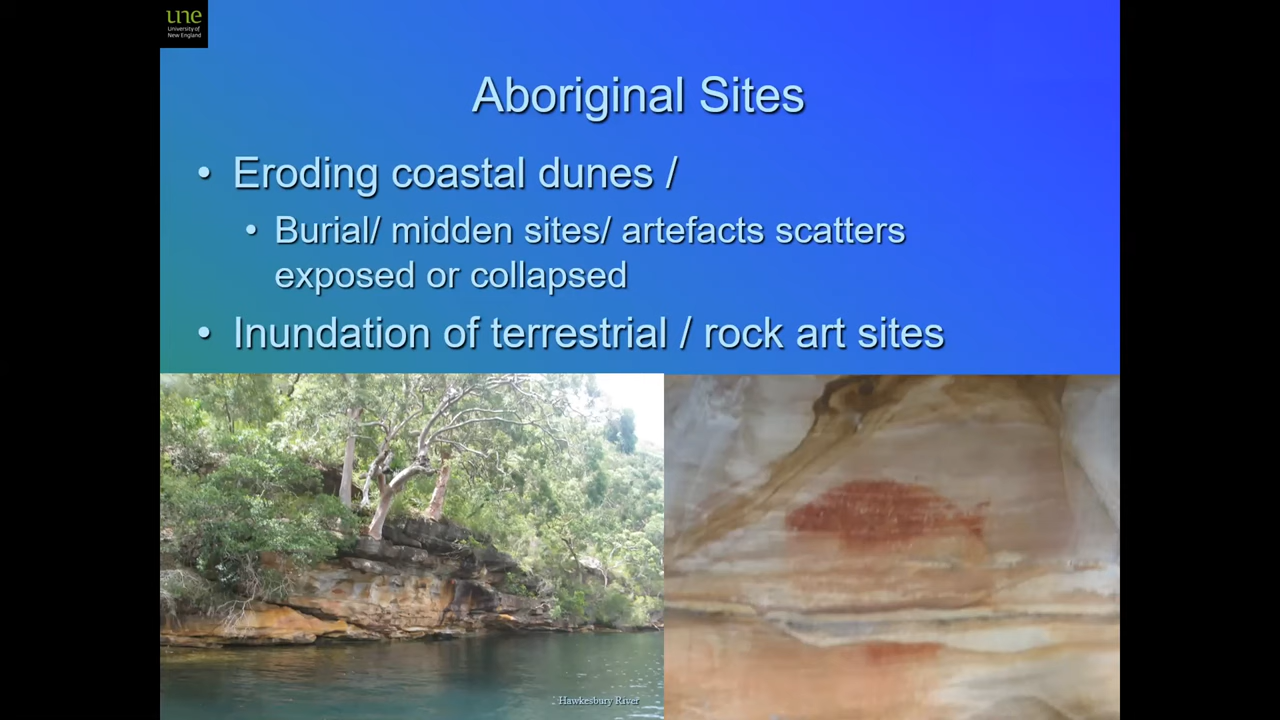 une
University of
New England
Aboriginal Sites
• Eroding coastal dunes /
• Burial/ midden sites/ artefacts scatters
exposed or collapsed
• Inundation of terrestrial / rock art sites
Hawkesbury River